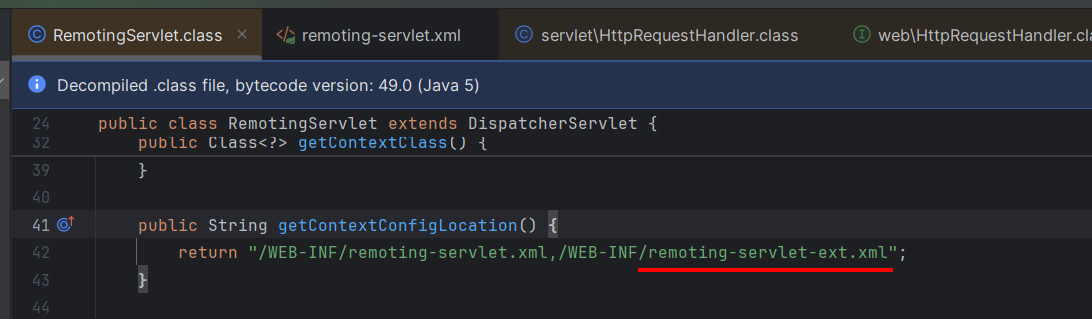 RemotingServlet.class × remoting-servlet.xml servlet\HttpRequestHandler.class web\HttpRequestHandler.cl
Decompiled .class file, bytecode version: 49.0 (Java 5)
24 public class RemotingServlet extends DispatcherServlet {
32 public Class<?> getContextClass() {
39 }
40
41 public String getContextConfigLocation() {
42 return "/WEB-INF/remoting-servlet.xml,/WEB-INF/remoting-servlet-ext.xml";
43 }
44